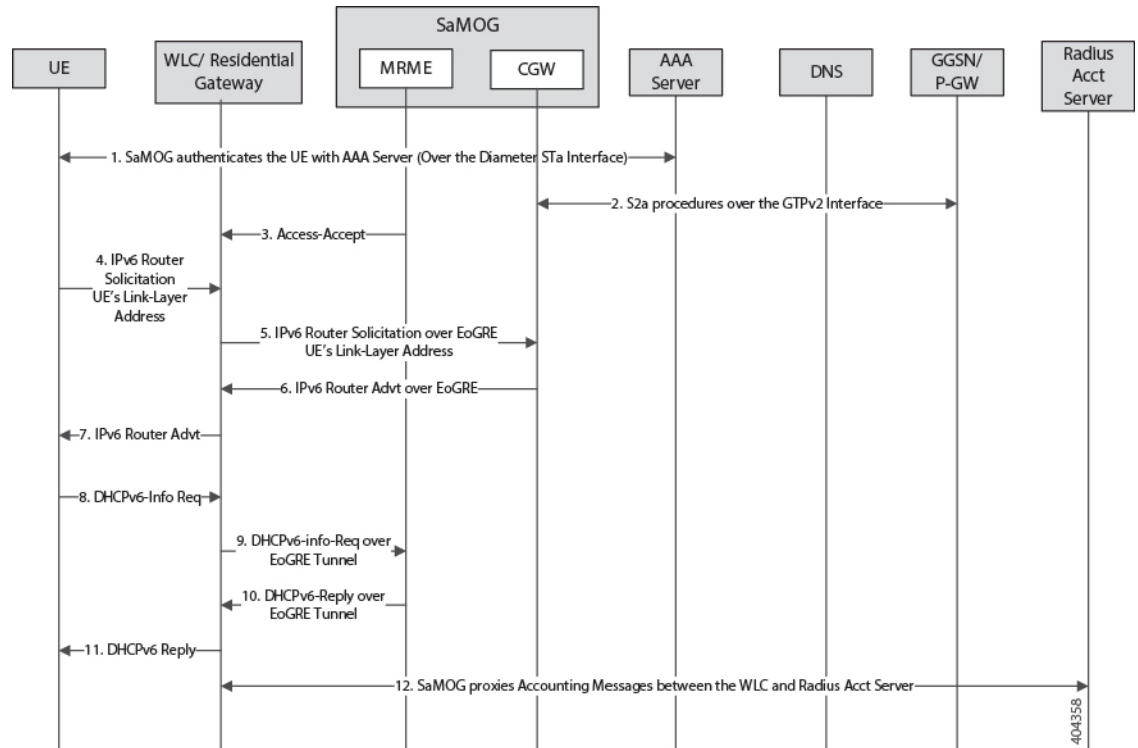 SaMOG
UE
WLC/ Residential
Gateway
MRME
CGW
AAA
Server
DNS
GGSN/
P-GW
Radius
Acct
Server
1. SaMOG authenticates the UE with AAA Server (Over the Diameter STa Interface)
2. S2a procedures over the GTPv2 Interface
3. Access-Accept
4. IPv6 Router
Solicitation
UE's Link-Layer
Address
5. IPv6 Router Solicitation over EoGRE
UE's Link-Layer Address
6. IPv6 Router Advt over EoGRE
7. IPv6 Router Advt
8. DHCPv6-Info Req
9. DHCPv6-info-Req over
EoGRE Tunnel
10. DHCPv6-Reply over
EoGRE Tunnel
11. DHCPv6 Reply
12. SaMOG proxies Accounting Messages between the WLC and Radius Acct Server
404358